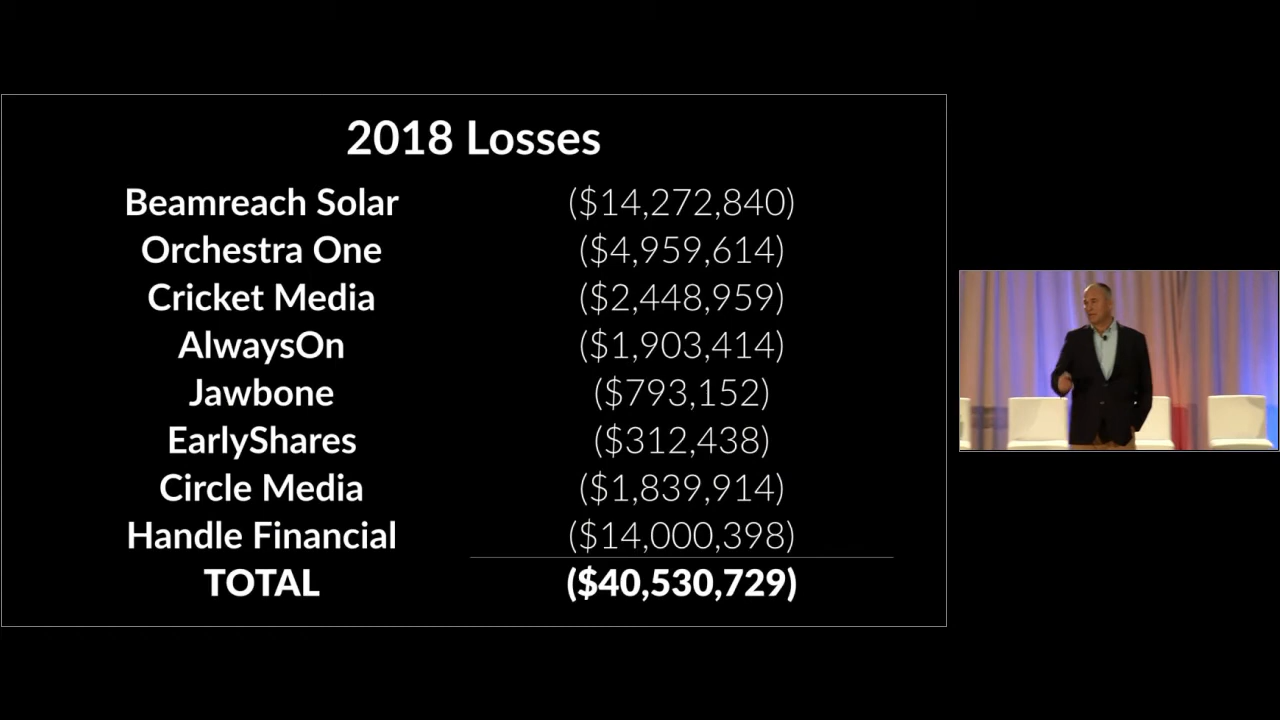 2018 Losses
Beamreach Solar ($14,272,840)
Orchestra One ($4,959,614)
Cricket Media ($2,448,959)
AlwaysOn ($1,903,414)
Jawbone ($793,152)
EarlyShares ($312,438)
Circle Media ($1,839,914)
Handle Financial ($14,000,398)
TOTAL ($40,530,729)